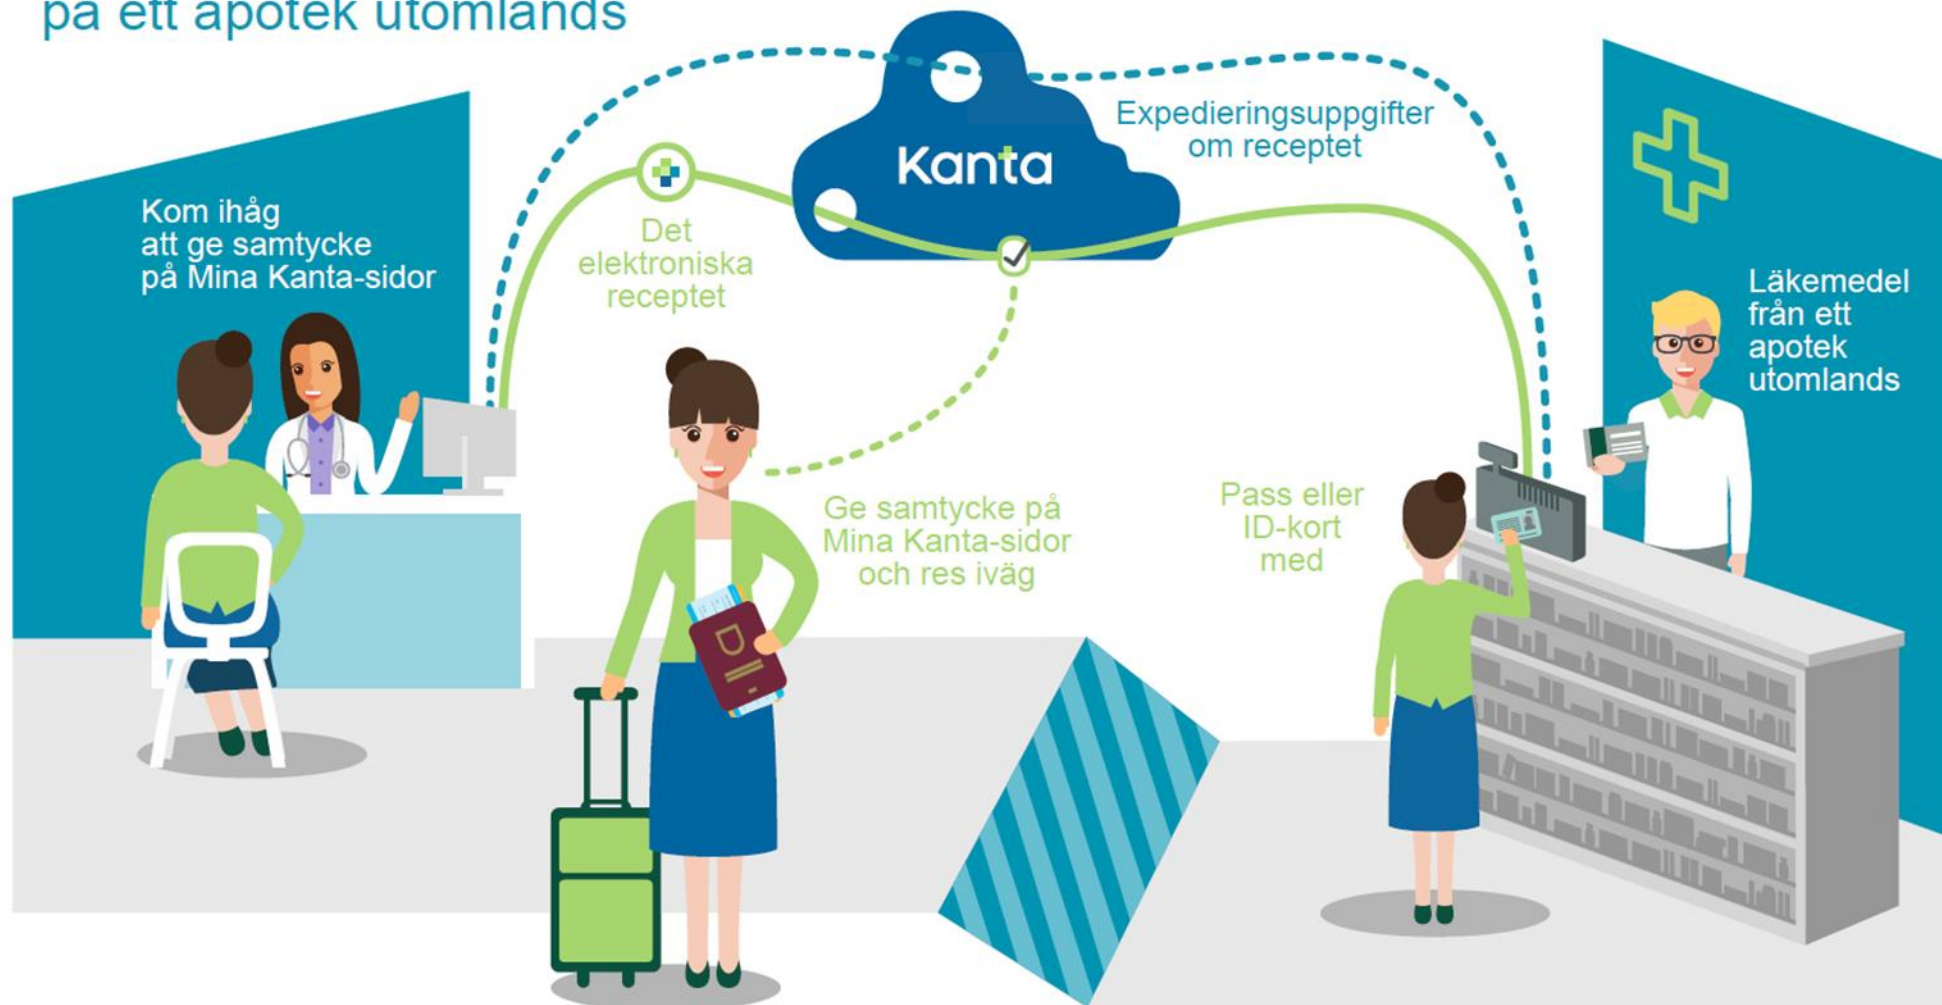 på ett apotek utomlands
Kom ihåg
att ge samtycke
på Mina Kanta-sidor
Det
elektroniska
receptet
Kanta
Expedieringsuppgifter
om receptet
Ge samtycke på
Mina Kanta-sidor
och res iväg
Pass eller
ID-kort
med
Läkemedel
från ett
apotek
utomlands